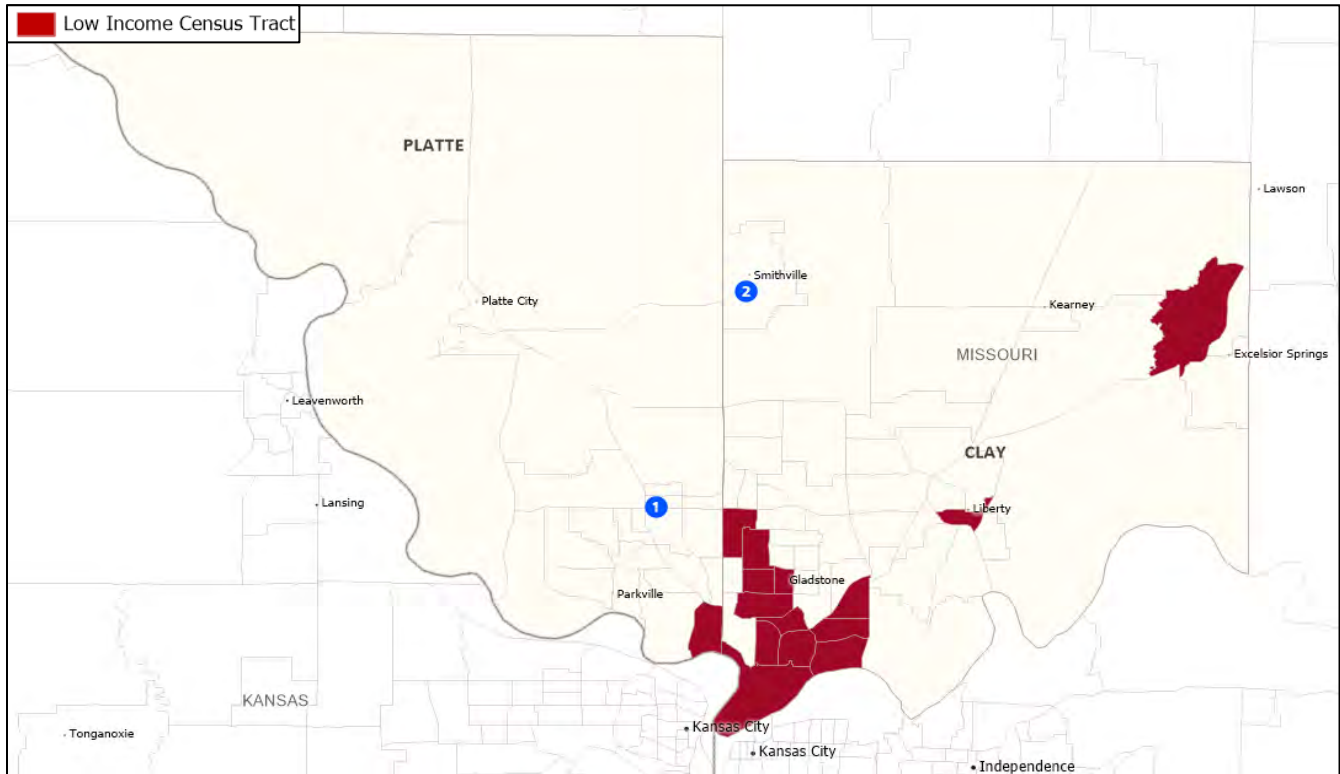 Low Income Census Tract
PLATTE
Lawson
Smithville
2
Platte City
Kearney
MISSOURI
Excelsior Springs
Leavenworth
CLAY
Lansing
1
Liberty
Gladstone
Parkville
KANSAS
Kansas City
Tonganoxie
Kansas City
Independence